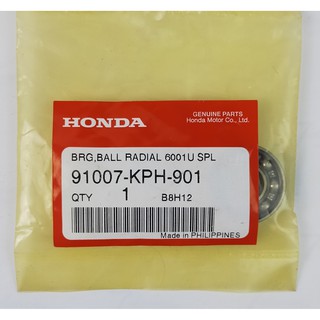 HONDA
GENUINE PARTS
Honda Motor Co., Ltd.
BRG,BALL RADIAL 6001U SPL
91007-KPH-901
QTY 1 B8H12
Made in PHILIPPINES